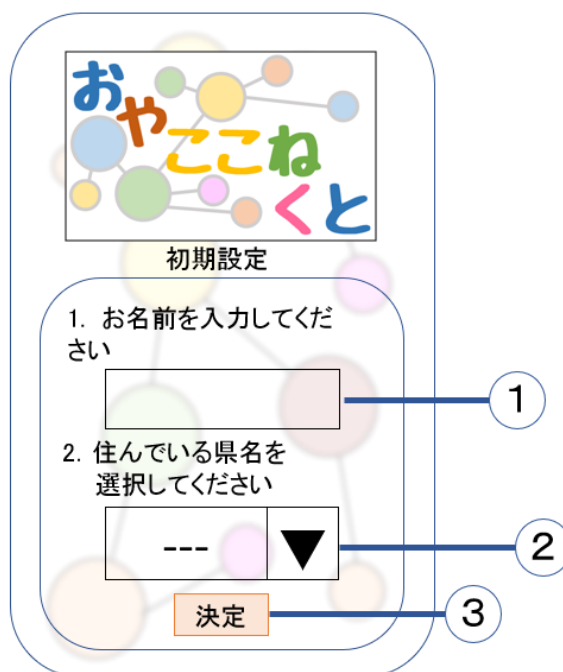 おや
ここね
くと
初期設定
1. お名前を入力してくだ
さい
①
2. 住んでいる県名を
選択してください
--- ▼
②
決定
③